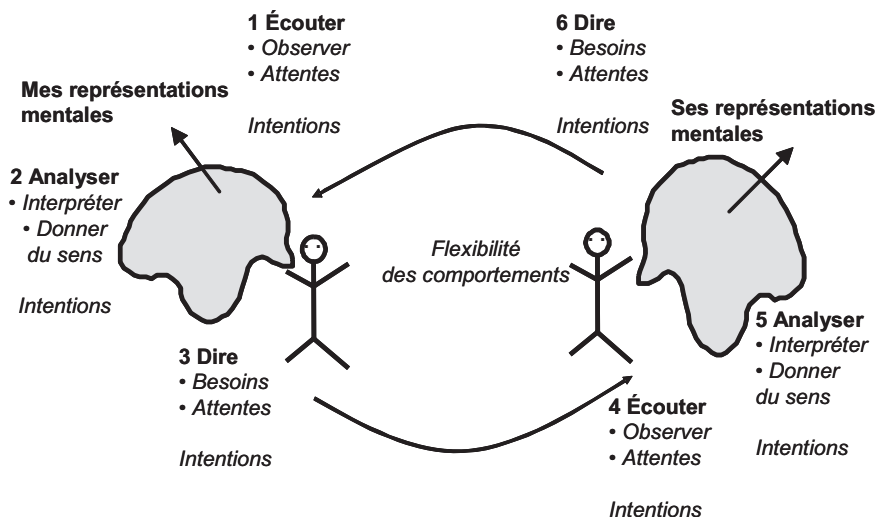 1 Écouter
• Observer
• Attentes
Intentions
6 Dire
• Besoins
• Attentes
Intentions
Mes représentations
mentales
Ses représentations
mentales
2 Analyser
• Interpréter
• Donner
du sens
Intentions
Flexibilité
des comportements
3 Dire
• Besoins
• Attentes
Intentions
4 Écouter
• Observer
• Attentes
Intentions
5 Analyser
• Interpréter
• Donner
du sens
Intentions